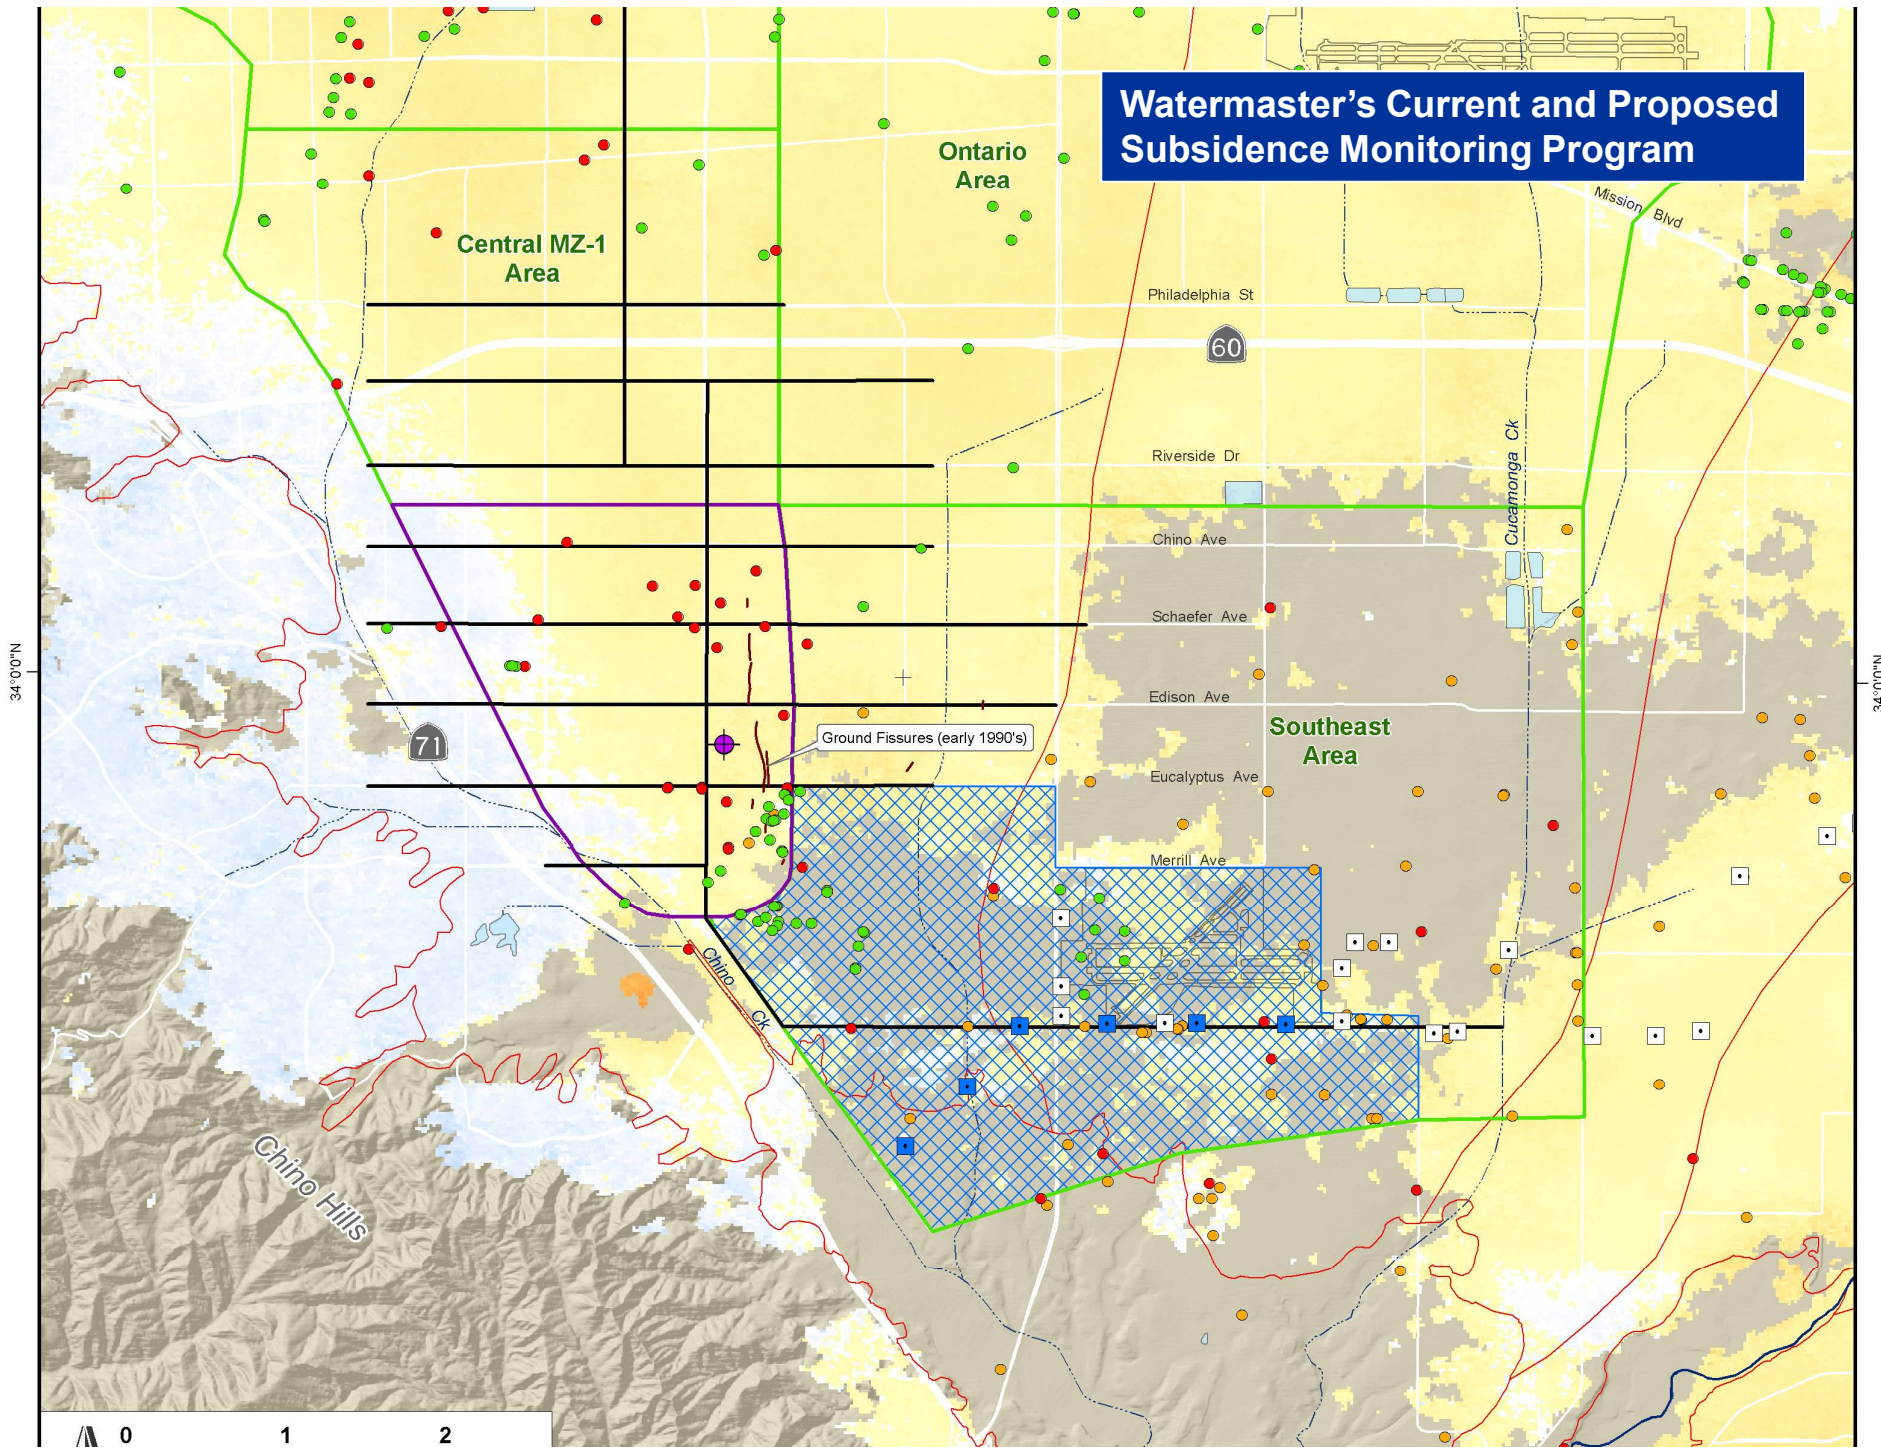 Watermaster’s Current and Proposed
Subsidence Monitoring Program
Ontario
Area
Mission Blvd
Central MZ-1
Area
Philadelphia St
60
Riverside Dr
Cucamonga Ck
Chino Ave
Schaefer Ave
34°0'0"N
34°0'0"N
Edison Ave
71
Ground Fissures (early 1990's)
Southeast
Area
Eucalyptus Ave
Merrill Ave
Chino Ck
Chino Hills
0 1 2